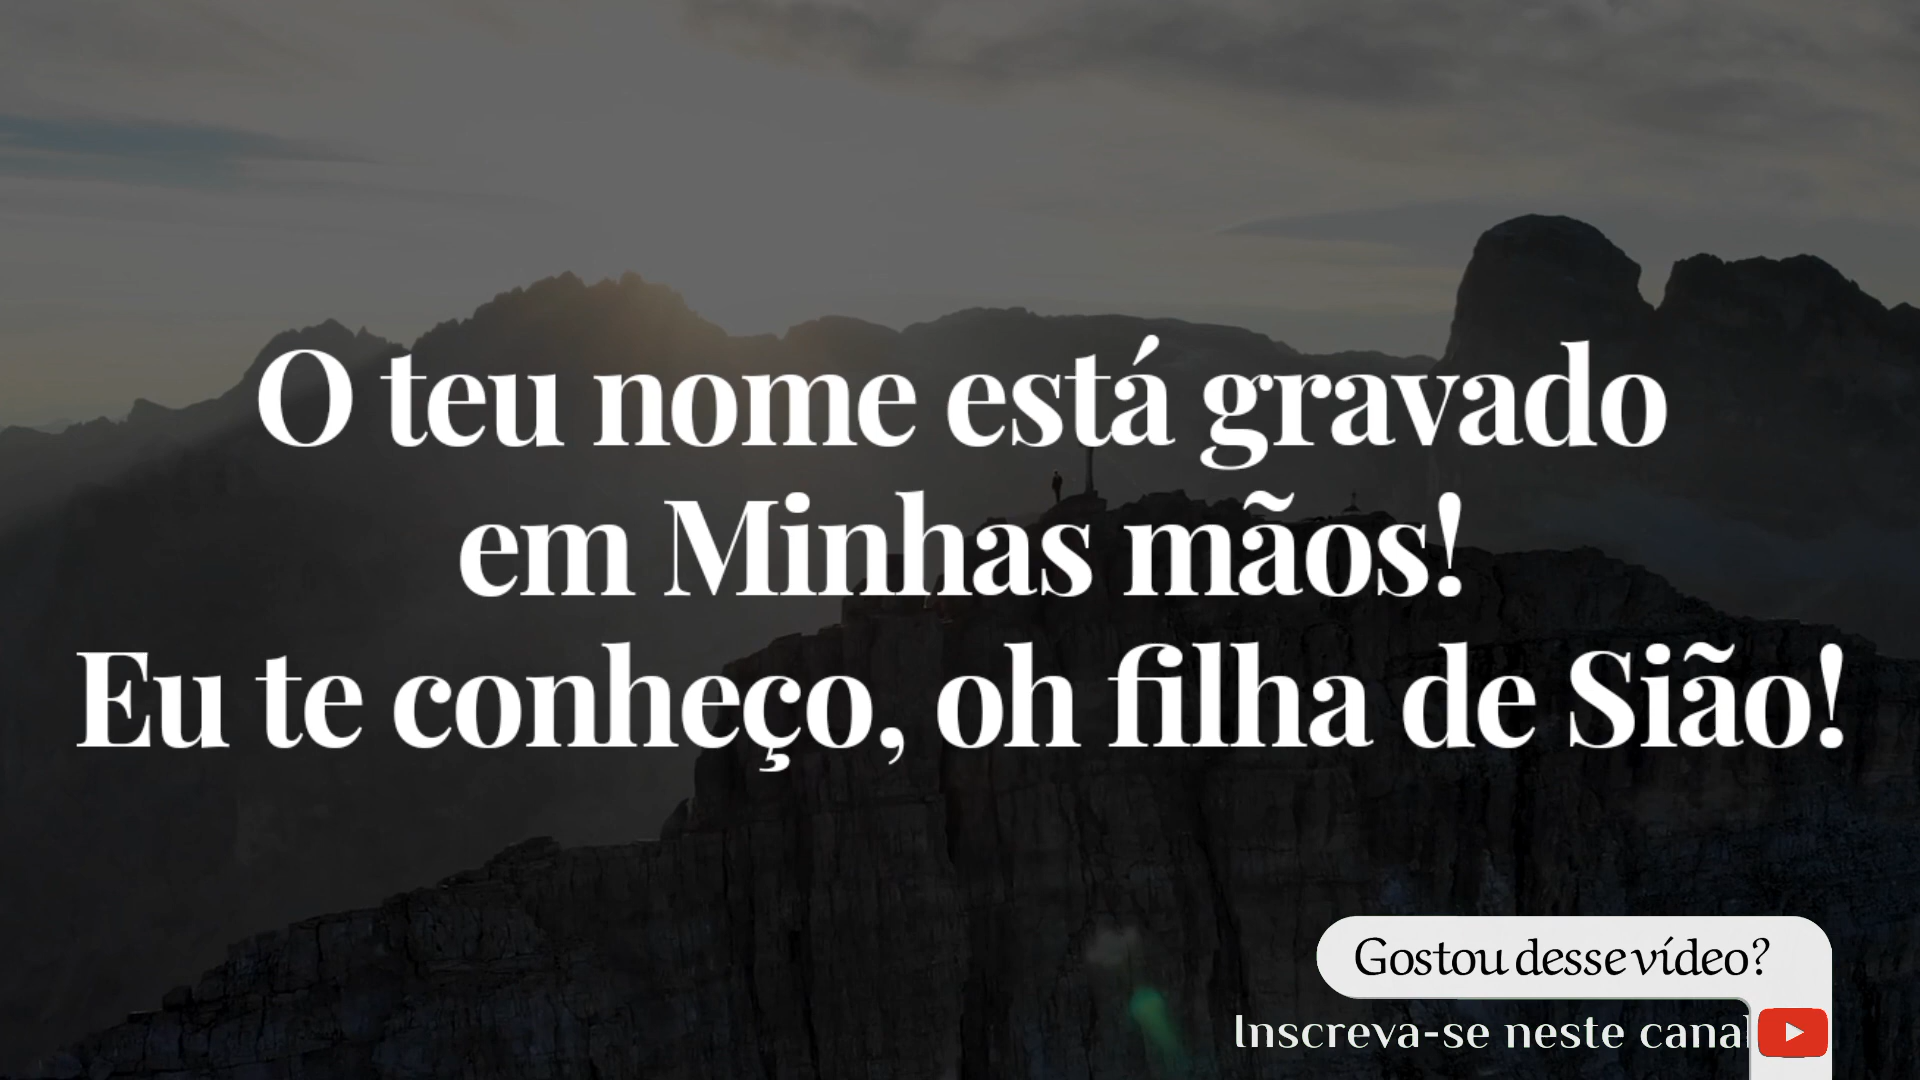 O teu nome está gravado
em Minhas mãos!
Eu te conheço, oh filha de Sião!
Gostou desse vídeo?
Inscreva-se neste canal